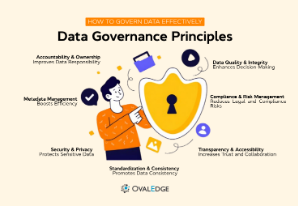 HOW TO GOVERN DATA EFFECTIVELY
Data Governance Principles
Accountability & Ownership
Improves Data Responsibility
Data Quality & Integrity
Enhances Decision Making
Metadata Management
Boosts Efficiency
Compliance & Risk Management
Reduces Legal and Compliance
Risks
Security & Privacy
Protects Sensitive Data
Transparency & Accessibility
Increases Trust and Collaboration
Standardization & Consistency
Promotes Data Consistency
OVALEDGE